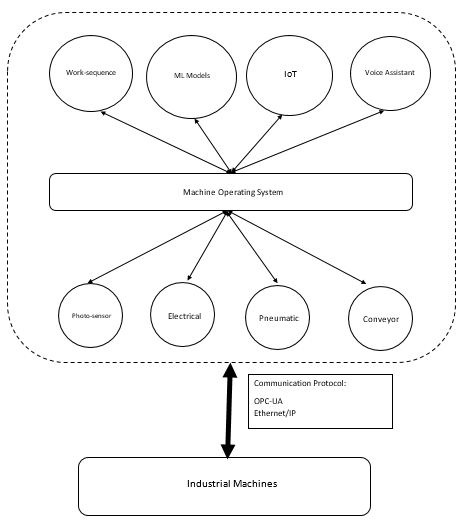 Work-sequence
ML Models
IoT
Voice Assistant
Machine Operating System
Photo-sensor
Electrical
Pneumatic
Conveyor
Communication Protocol:
OPC-UA
Ethernet/IP
Industrial Machines